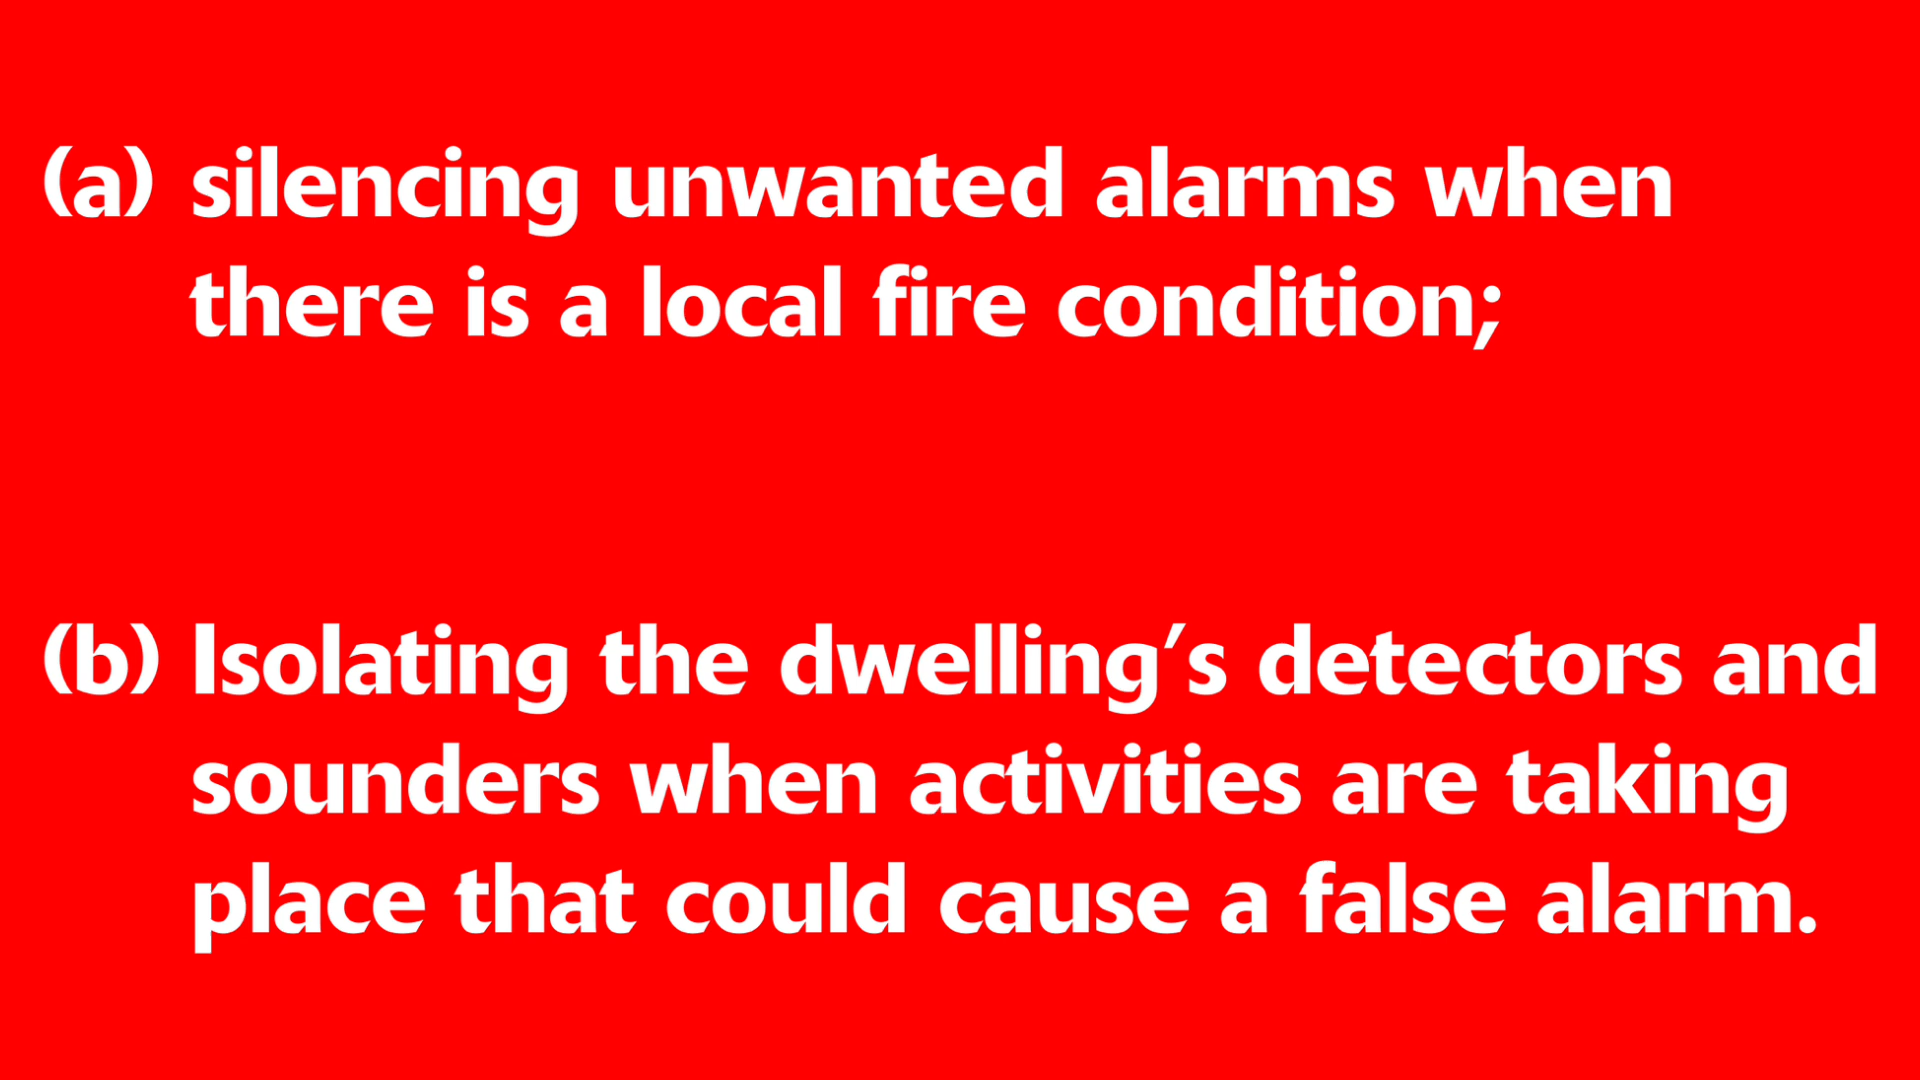 (a) silencing unwanted alarms when
there is a local fire condition;
(b) Isolating the dwelling’s detectors and
sounders when activities are taking
place that could cause a false alarm.